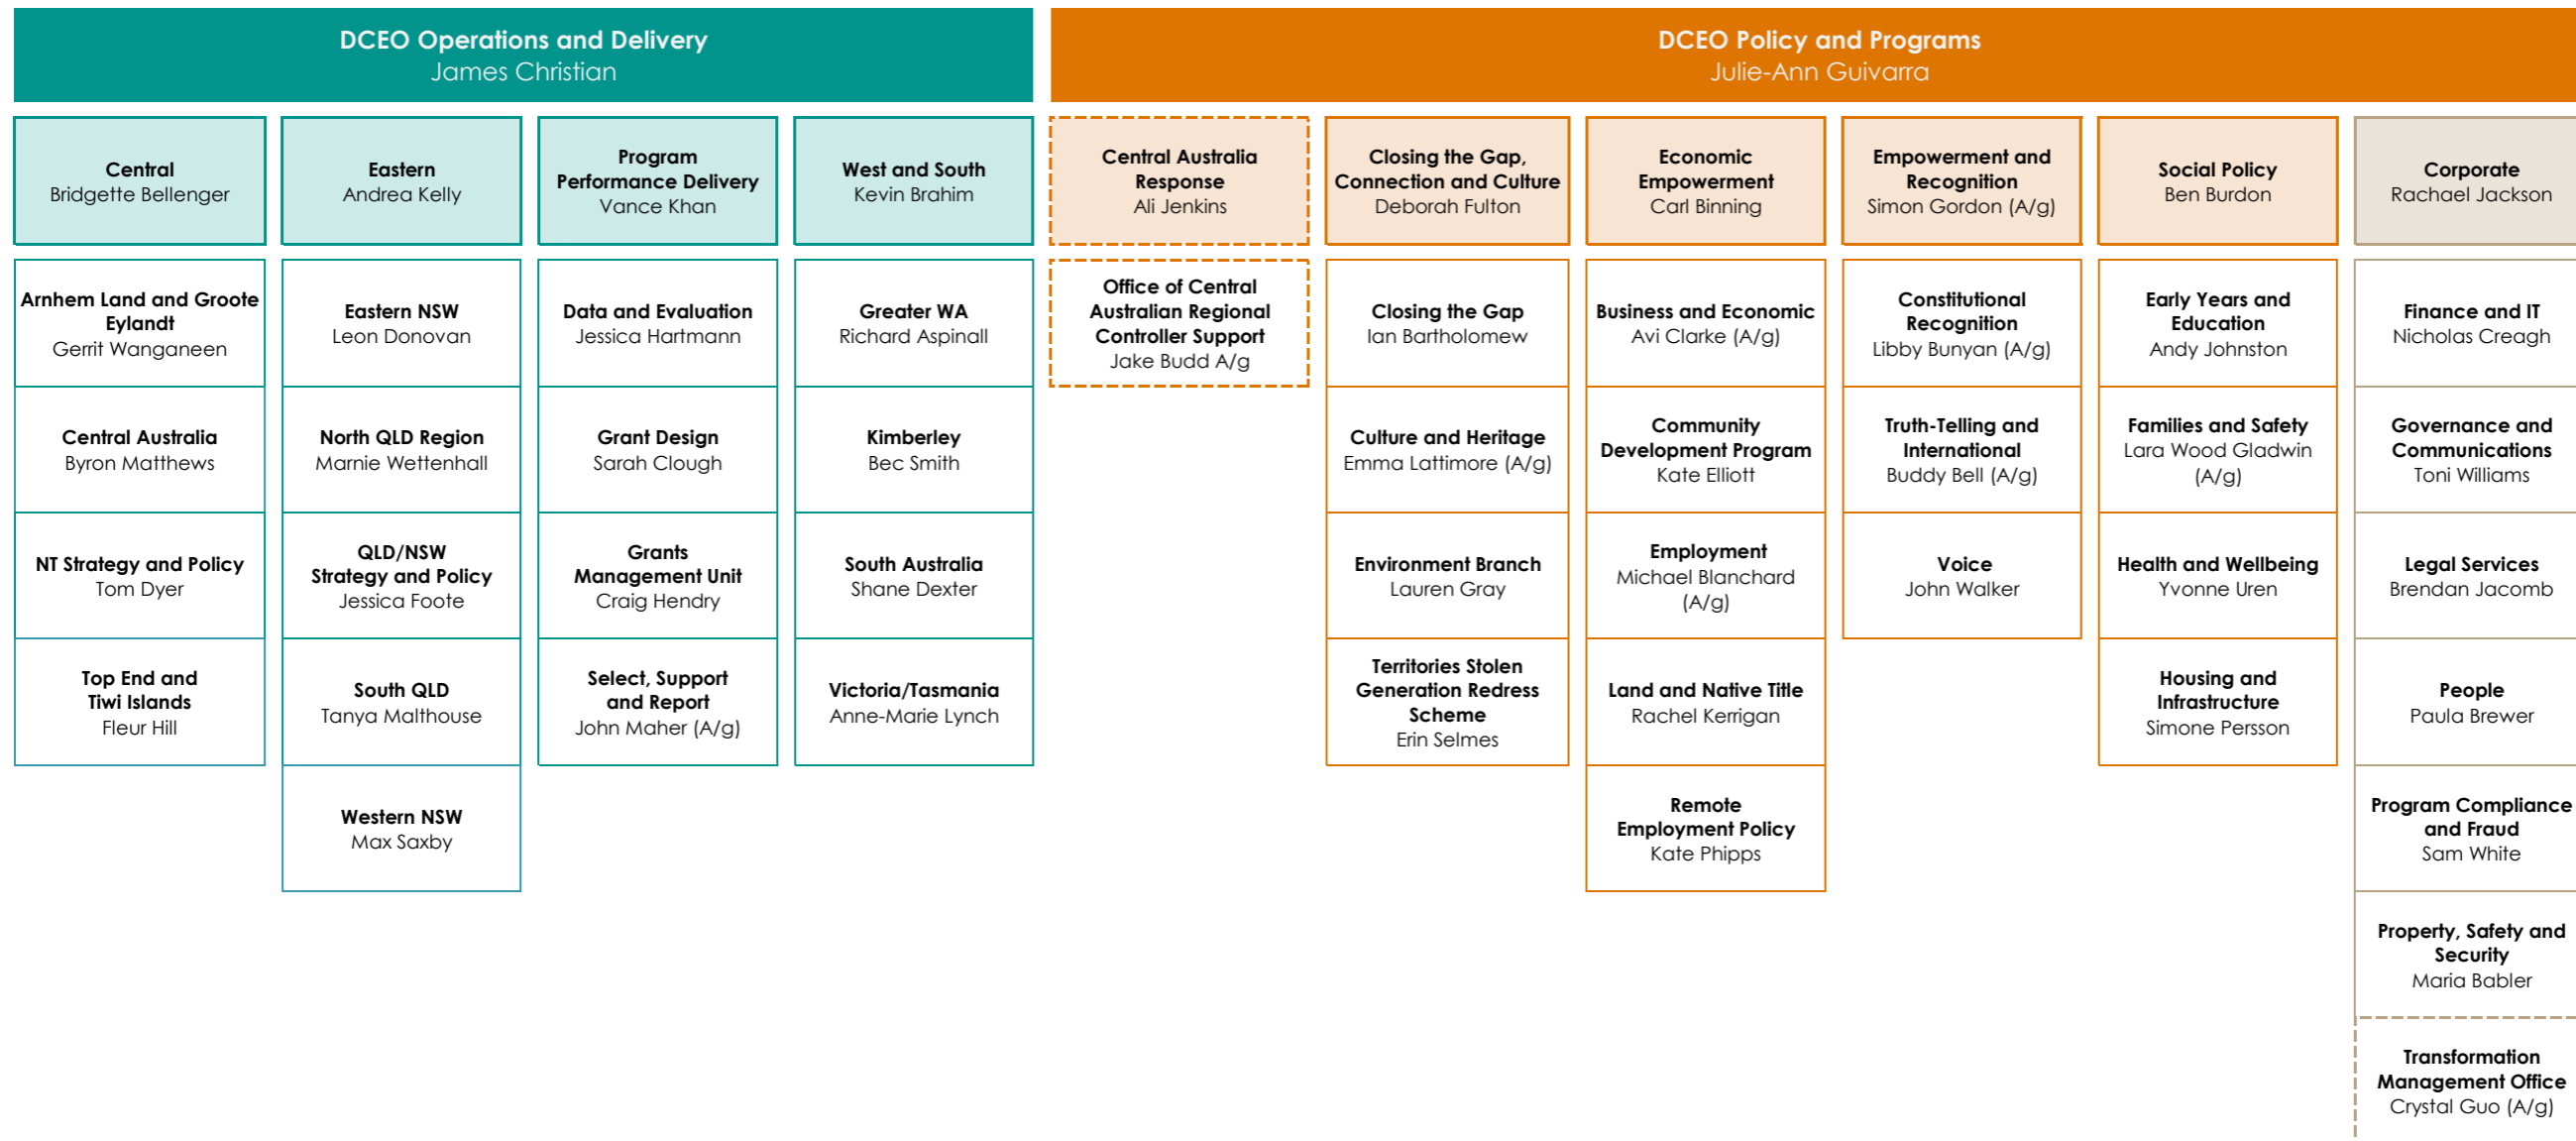 DCEO Operations and Delivery
James Christian
DCEO Policy and Programs
Julie-Ann Guivarra
Central
Bridgette Bellenger
Eastern
Andrea Kelly
Program
Performance Delivery
Vance Khan
West and South
Kevin Brahim
Central Australia
Response
Ali Jenkins
Closing the Gap,
Connection and Culture
Deborah Fulton
Economic
Empowerment
Carl Binning
Empowerment and
Recognition
Simon Gordon (A/g)
Social Policy
Ben Burdon
Corporate
Rachael Jackson
Arnhem Land and Groote
Eylandt
Gerrit Wanganeen
Eastern NSW
Leon Donovan
Data and Evaluation
Jessica Hartmann
Greater WA
Richard Aspinall
Office of Central
Australian Regional
Controller Support
Jake Budd A/g
Closing the Gap
Ian Bartholomew
Business and Economic
Avi Clarke (A/g)
Constitutional
Recognition
Libby Bunyan (A/g)
Early Years and
Education
Andy Johnston
Finance and IT
Nicholas Creagh
Central Australia
Byron Matthews
North QLD Region
Marnie Wettenhall
Grant Design
Sarah Clough
Kimberley
Bec Smith
Culture and Heritage
Emma Lattimore (A/g)
Community
Development Program
Kate Elliott
Truth-Telling and
International
Buddy Bell (A/g)
Families and Safety
Lara Wood Gladwin
(A/g)
Governance and
Communications
Toni Williams
NT Strategy and Policy
Tom Dyer
QLD/NSW
Strategy and Policy
Jessica Foote
Grants
Management Unit
Craig Hendry
South Australia
Shane Dexter
Environment Branch
Lauren Gray
Employment
Michael Blanchard
(A/g)
Voice
John Walker
Health and Wellbeing
Yvonne Uren
Legal Services
Brendan Jacomb
Top End and
Tiwi Islands
Fleur Hill
South QLD
Tanya Malthouse
Select, Support
and Report
John Maher (A/g)
Victoria/Tasmania
Anne-Marie Lynch
Territories Stolen
Generation Redress
Scheme
Erin Selmes
Land and Native Title
Rachel Kerrigan
Housing and
Infrastructure
Simone Persson
People
Paula Brewer
Western NSW
Max Saxby
Remote
Employment Policy
Kate Phipps
Program Compliance
and Fraud
Sam White
Property, Safety and
Security
Maria Babler
Transformation
Management Office
Crystal Guo (A/g)